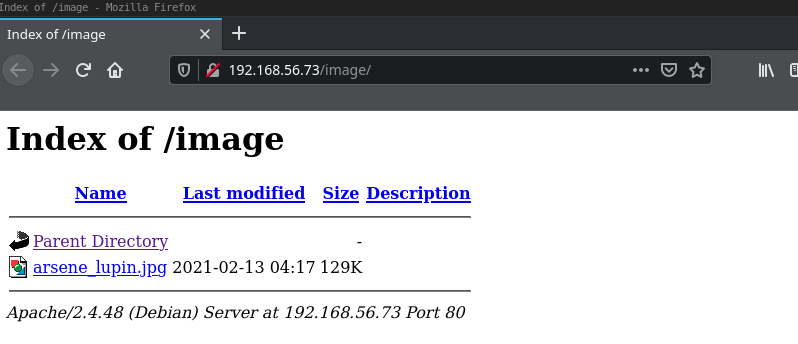 Index of /image - Mozilla Firefox
Index of /image
192.168.56.73/image/
Index of /image
Name Last modified Size Description
Parent Directory -
arsene_lupin.jpg 2021-02-13 04:17 129K
Apache/2.4.48 (Debian) Server at 192.168.56.73 Port 80